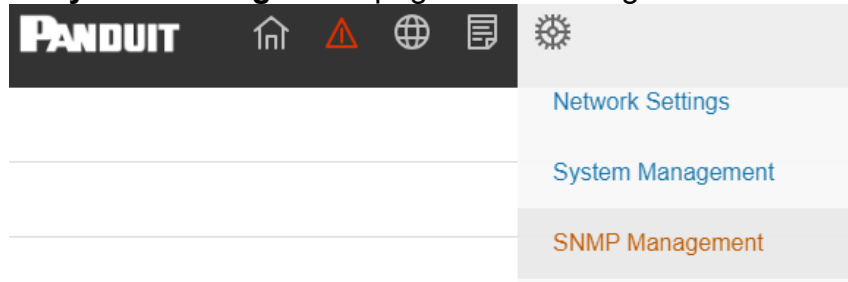 PANDUIT
Network Settings
System Management
SNMP Management